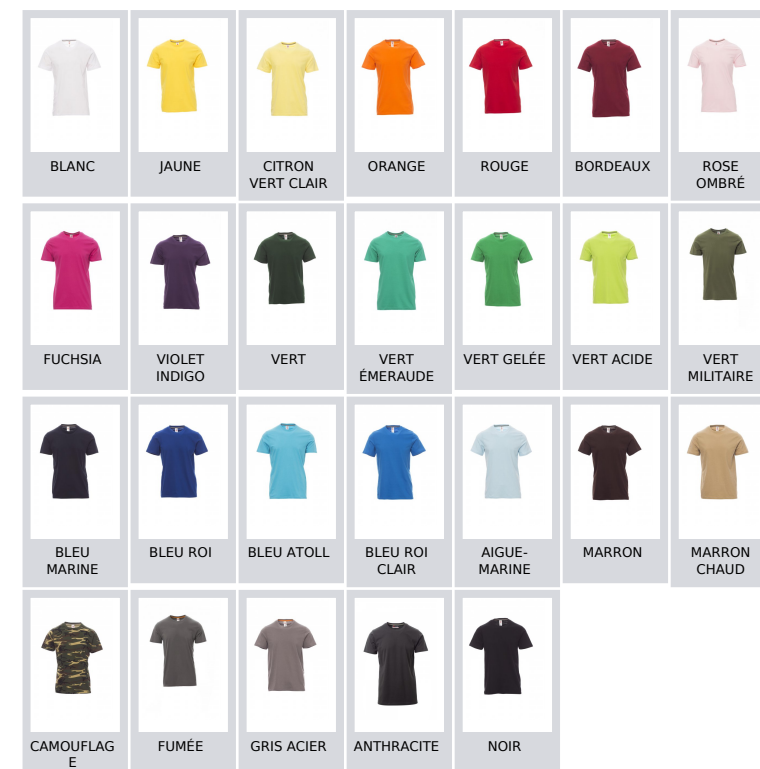 BLANC
JAUNE
CITRON
VERT CLAIR
ORANGE
ROUGE
BORDEAUX
ROSE
OMBRÉ
FUCHSIA
VIOLET
INDIGO
VERT
VERT
ÉMERAUDE
VERT GELÉE
VERT ACIDE
VERT
MILITAIRE
BLEU
MARINE
BLEU ROI
BLEU ATOLL
BLEU ROI
CLAIR
AIGUE-
MARINE
MARRON
MARRON
CHAUD
CAMOUFLAG
E
FUMÉE
GRIS ACIER
ANTHRACITE
NOIR